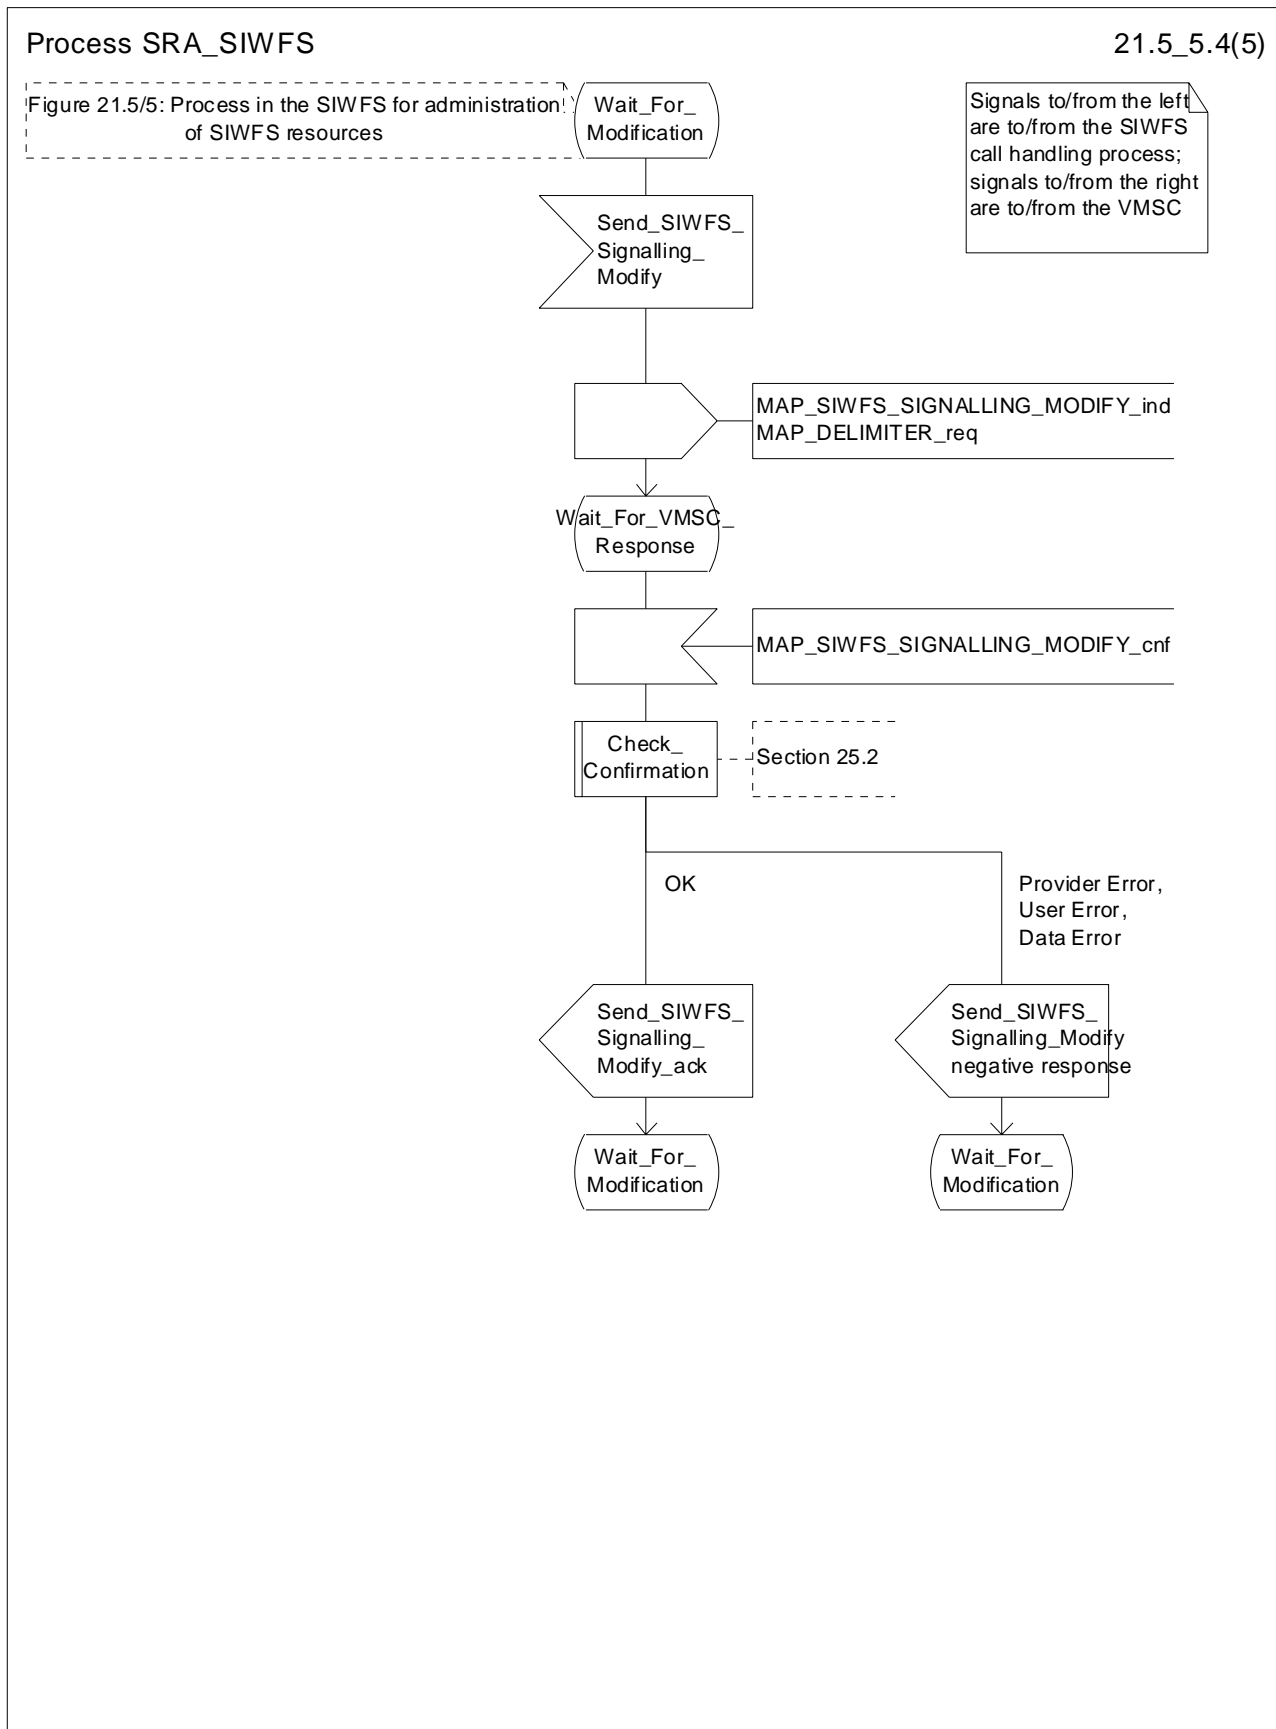 Process SRA_SIWFS
21.5_5.4(5)
Figure 21.5/5: Process in the SIWFS for administration
of SIWFS resources
Wait_For_
Modification
Signals to/from the left
are to/from the SIWFS
call handling process;
signals to/from the right
are to/from the VMSC
Send_SIWFS_
Signalling_
Modify
MAP_SIWFS_SIGNALLING_MODIFY_ind
MAP_DELIMITER_req
Wait_For_VMSC_
Response
MAP_SIWFS_SIGNALLING_MODIFY_cnf
Check_
Confirmation
Section 25.2
OK
Provider Error,
User Error,
Data Error
Send_SIWFS_
Signalling_
Modify_ack
Send_SIWFS_
Signalling_Modify
negative response
Wait_For_
Modification
Wait_For_
Modification